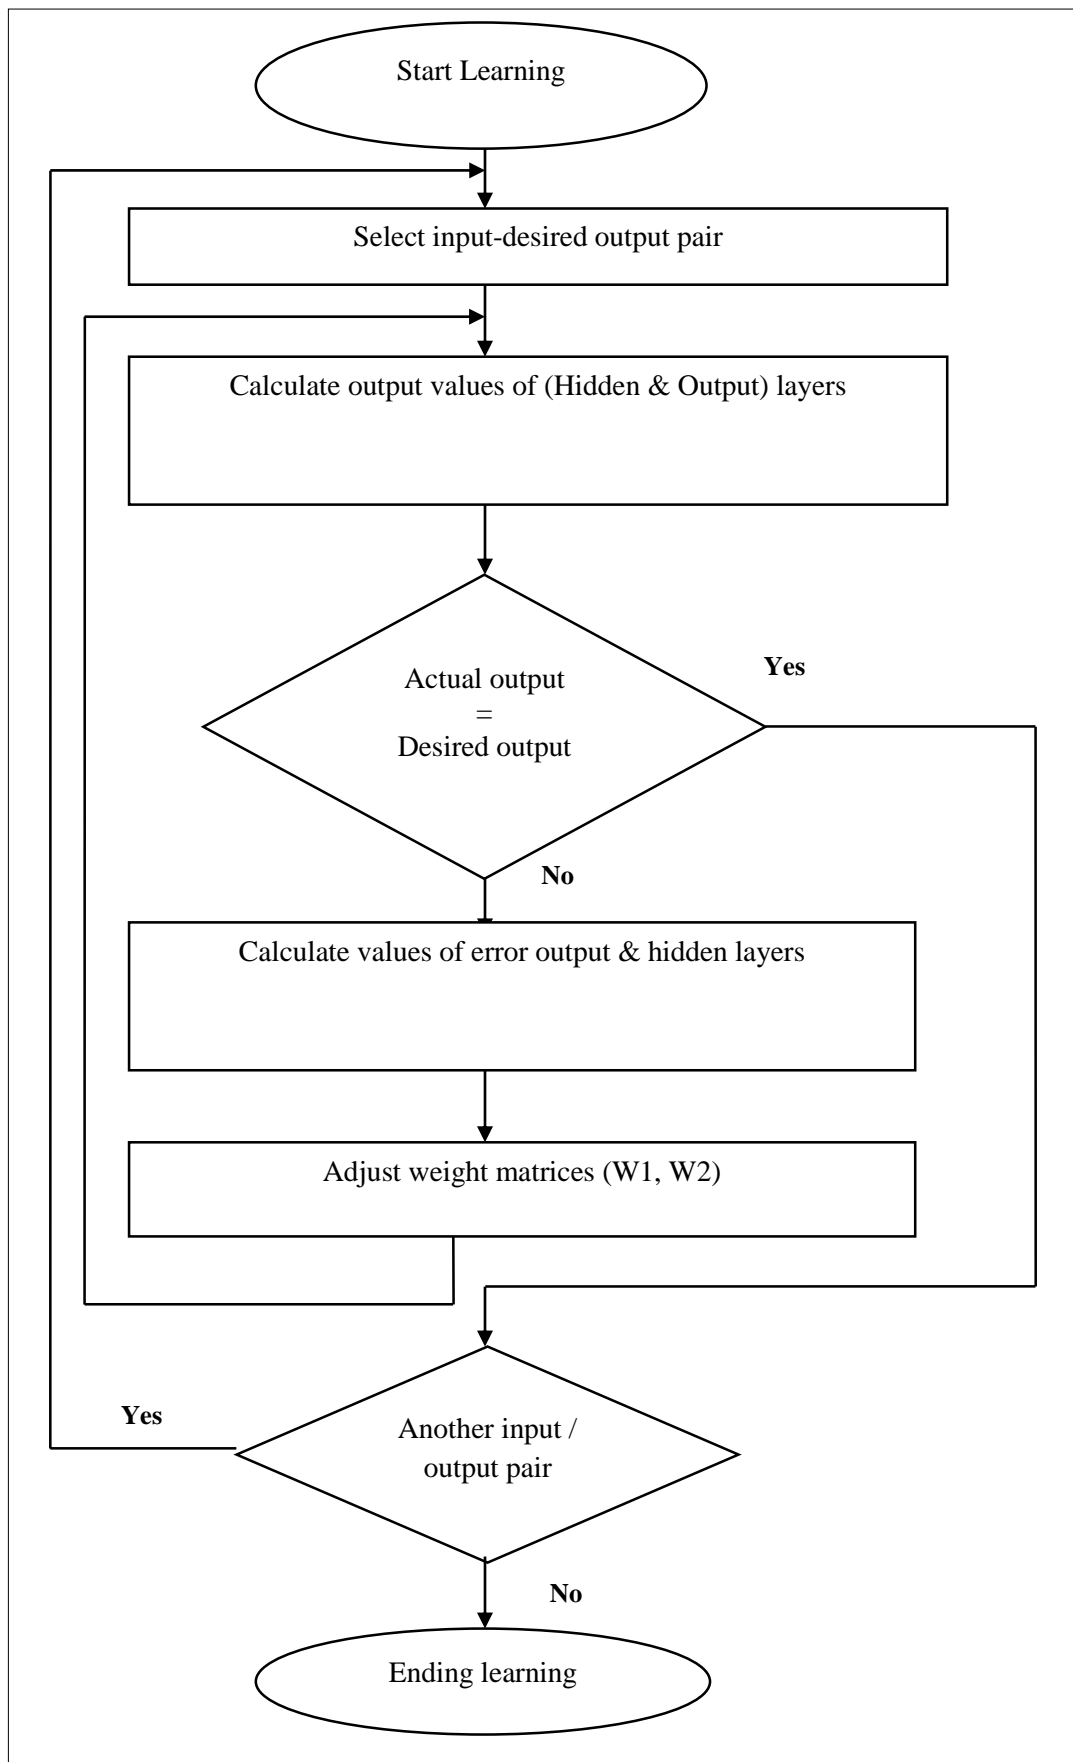 Start Learning
Select input-desired output pair
Calculate output values of (Hidden & Output) layers
Actual output
=
Desired output
Yes
No
Calculate values of error output & hidden layers
Adjust weight matrices (W1, W2)
Yes
Another input /
output pair
No
Ending learning